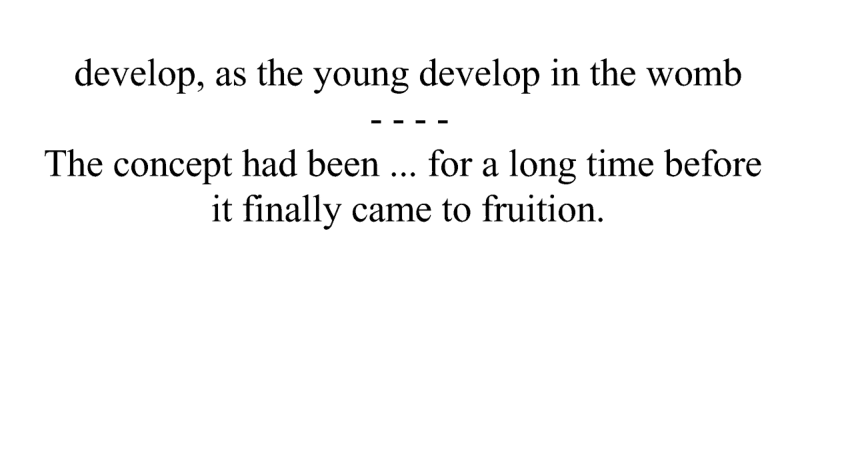 develop, as the young develop in the womb
- - - -
The concept had been ... for a long time before
it finally came to fruition.